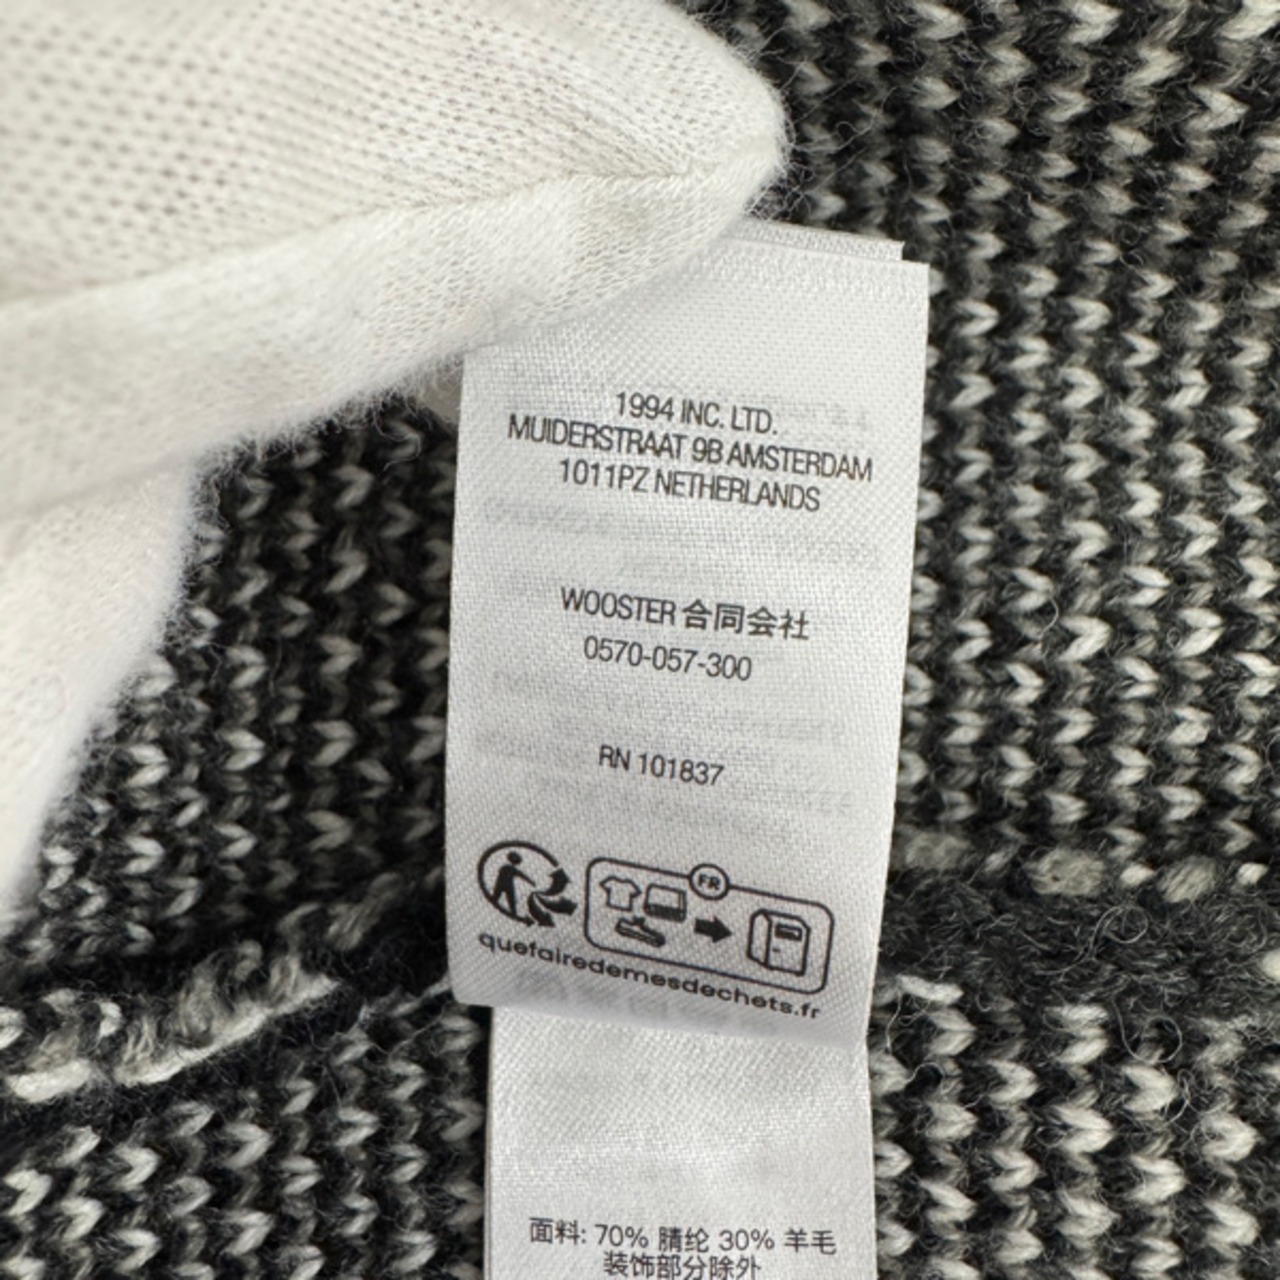 1994 INC. LTD.
MUIDERSTRAAT 9B AMSTERDAM
1011PZ NETHERLANDS
WOOSTER 合同会社
0570-057-300
RN 101837
FR
quefairedemesdechets.fr
面料: 70% 腈纶 30% 羊毛
装饰部分除外